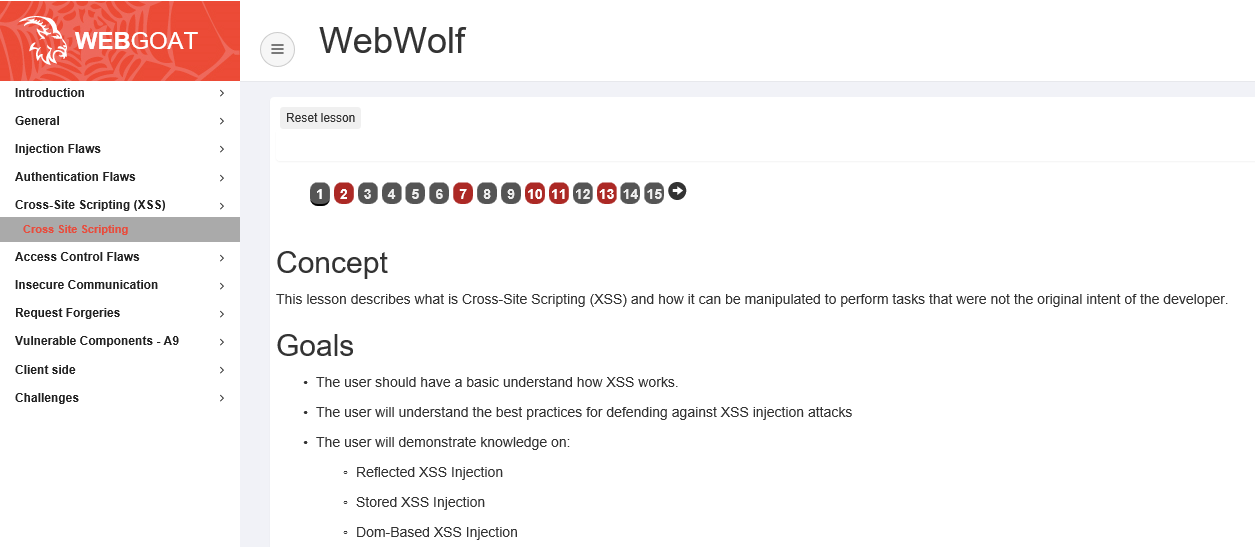 WEBGOAT
WebWolf
Introduction
General
Injection Flaws
Authentication Flaws
Cross-Site Scripting (XSS)
Cross Site Scripting
Access Control Flaws
Insecure Communication
Request Forgeries
Vulnerable Components - A9
Client side
Challenges
Reset lesson
1 2 3 4 5 6 7 8 9 10 11 12 13 14 15
Concept
This lesson describes what is Cross-Site Scripting (XSS) and how it can be manipulated to perform tasks that were not the original intent of the developer.
Goals
• The user should have a basic understand how XSS works.
• The user will understand the best practices for defending against XSS injection attacks
• The user will demonstrate knowledge on:
◦ Reflected XSS Injection
◦ Stored XSS Injection
◦ Dom-Based XSS Injection